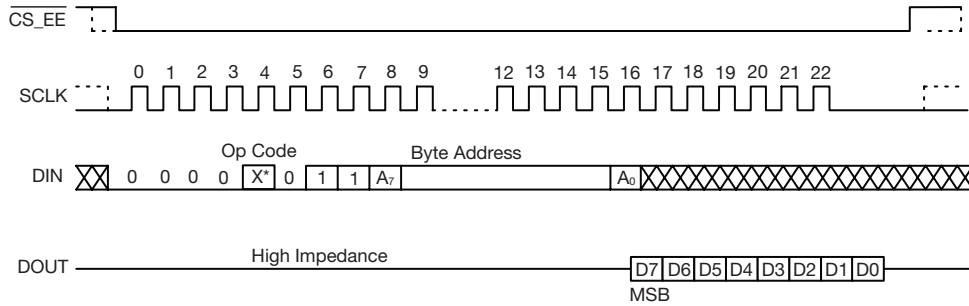 CS_EE
0 1 2 3 4 5 6 7 8 9 12 13 14 15 16 17 18 19 20 21 22
SCLK
Op Code Byte Address
DIN 0 0 0 0 X* 0 1 1 A7 A0
High Impedance
DOUT D7 D6 D5 D4 D3 D2 D1 D0
MSB